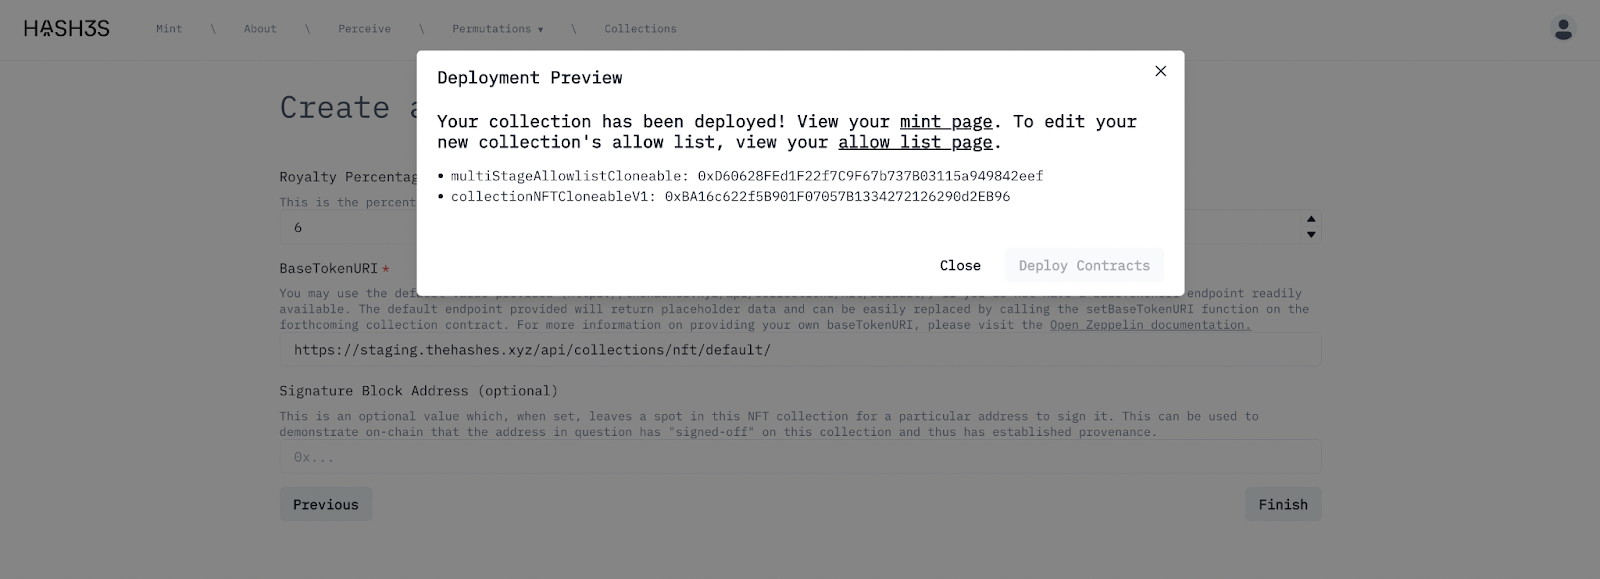 HASH3S Mint \ About \ Perceive \ Permutations ▾ \ Collections
Create
Deployment Preview
Your collection has been deployed! View your mint page. To edit your
new collection's allow list, view your allow list page.
• multiStageAllowlistCloneable: 0xD60628FEd1F22f7C9F67b737B03115a949842eef
• collectionNFTCloneableV1: 0xBA16c622f5B901F07057B1334272126290d2EB96
Close Deploy Contracts
Royalty Percentag
This is the percent
6
BaseTokenURI *
You may use the endpoint readily
available. The default endpoint provided will return placeholder data and can be easily replaced by calling the setBaseTokenURI function on the
forthcoming collection contract. For more information on providing your own baseTokenURI, please visit the Open Zeppelin documentation.
https://staging.thehashes.xyz/api/collections/nft/default/
Signature Block Address (optional)
This is an optional value which, when set, leaves a spot in this NFT collection for a particular address to sign it. This can be used to
demonstrate on-chain that the address in question has "signed-off" on this collection and thus has established provenance.
0x...
Previous Finish